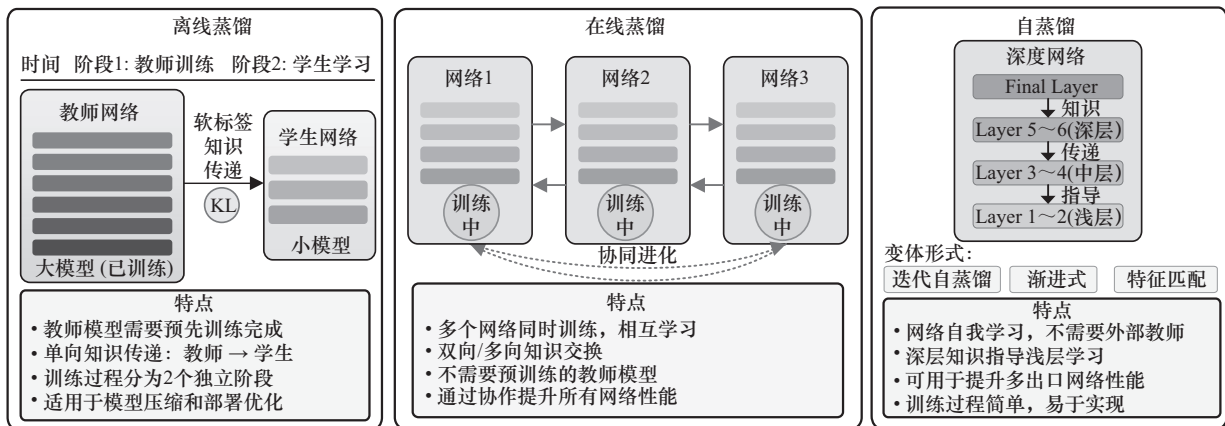 离线蒸馏
时间 阶段1: 教师训练 阶段2: 学生学习
教师网络
大模型 (已训练)
软标签
知识
传递
KL
学生网络
小模型
特点
• 教师模型需要预先训练完成
• 单向知识传递：教师 → 学生
• 训练过程分为2个独立阶段
• 适用于模型压缩和部署优化
在线蒸馏
网络1
网络2
网络3
训练
中
训练
中
训练
中
协同进化
特点
• 多个网络同时训练，相互学习
• 双向/多向知识交换
• 不需要预训练的教师模型
• 通过协作提升所有网络性能
自蒸馏
深度网络
Final Layer
知识
Layer 5～6(深层)
传递
Layer 3～4(中层)
指导
Layer 1～2(浅层)
变体形式：
迭代自蒸馏 渐进式 特征匹配
特点
• 网络自我学习，不需要外部教师
• 深层知识指导浅层学习
• 可用于提升多出口网络性能
• 训练过程简单，易于实现